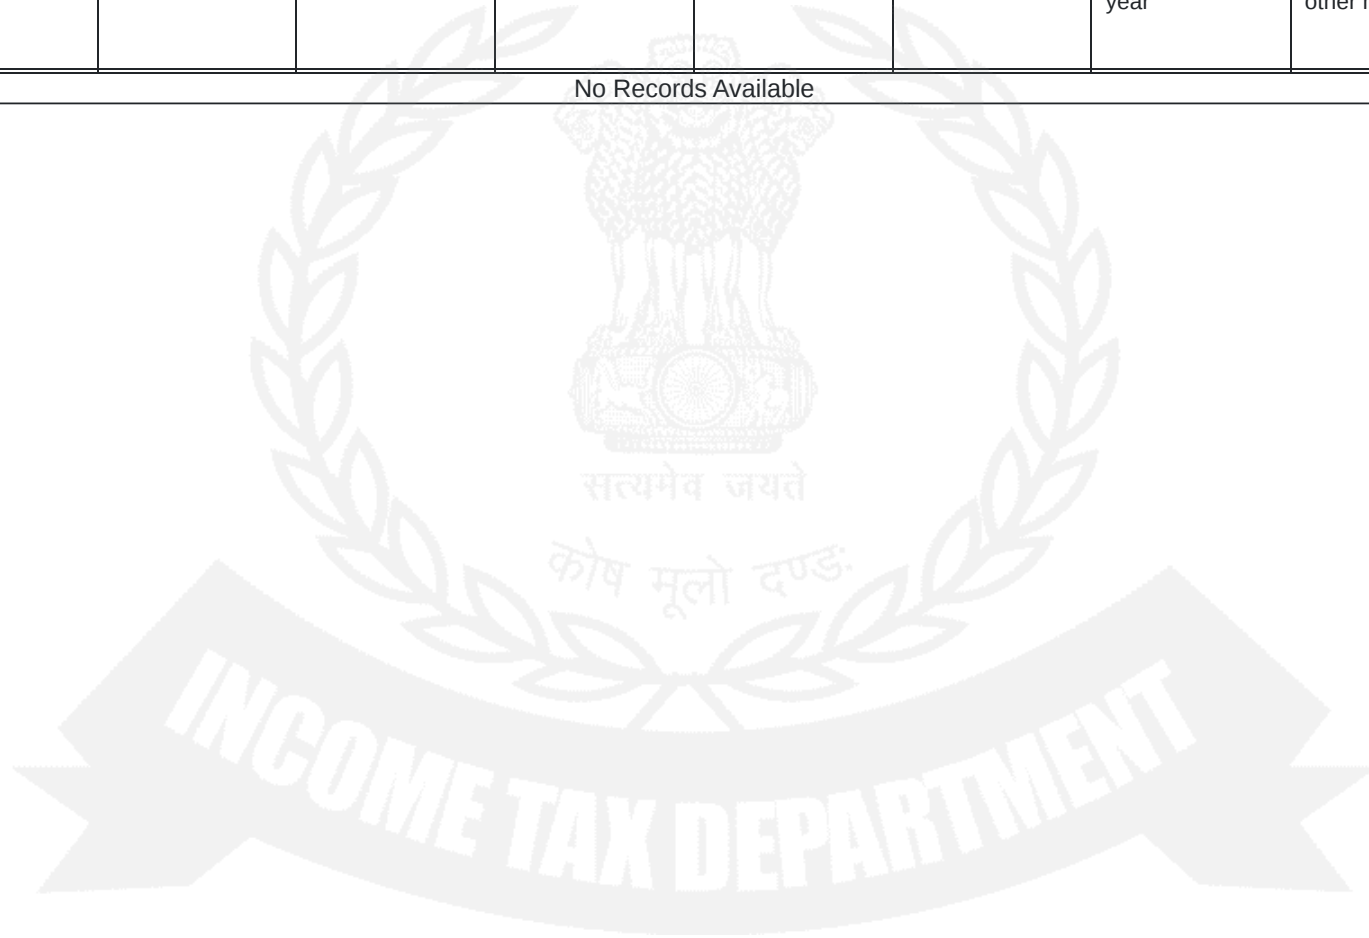 year
other
No Records Available
सत्यमेव जयते
कोष मूलो दण्डः
INCOME TAX DEPARTMENT